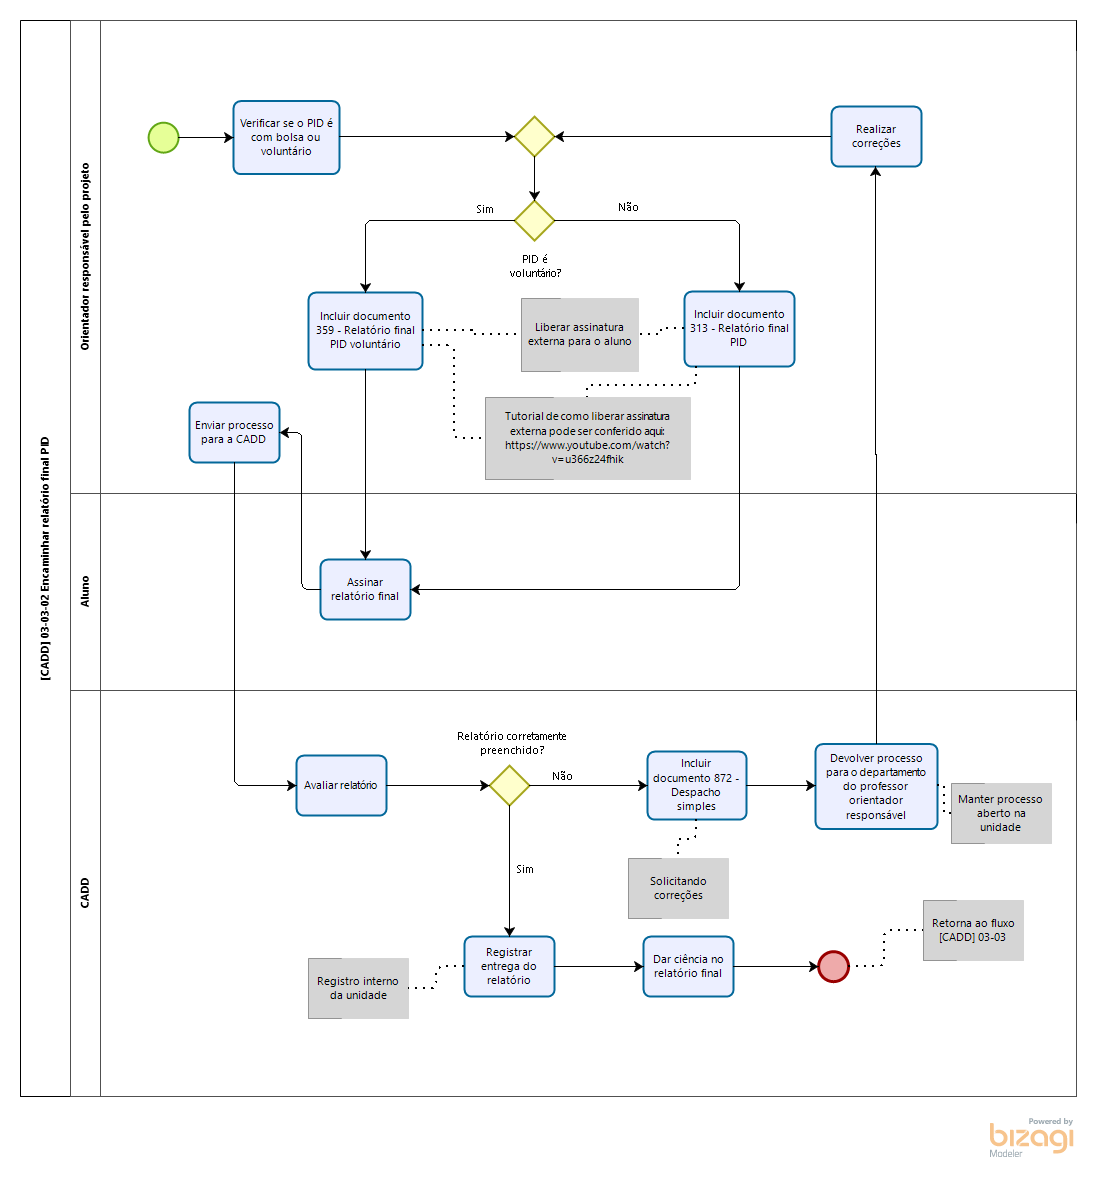 [CADD] 03-03-02 Encaminhar relatório final PID
Orientador responsável pelo projeto
Verificar se o PID é
com bolsa ou
voluntário
Realizar
correções
Sim
Não
PID é
voluntário?
Incluir documento
359 - Relatório final
PID voluntário
Liberar assinatura
externa para o aluno
Incluir documento
313 - Relatório final
PID
Tutorial de como liberar assinatura
externa pode ser conferido aqui:
https://www.youtube.com/watch?
v=u366z24fhik
Enviar processo
para a CADD
Aluno
Assinar
relatório final
CADD
Relatório corretamente
preenchido?
Avaliar relatório
Não
Incluir
documento 872 -
Despacho
simples
Devolver processo
para o departamento
do professor
orientador
responsável
Manter processo
aberto na
unidade
Sim
Solicitando
correções
Retorna ao fluxo
[CADD] 03-03
Registrar
entrega do
relatório
Dar ciência no
relatório final
Registro interno
da unidade
Powered by
bizagi
Modeler